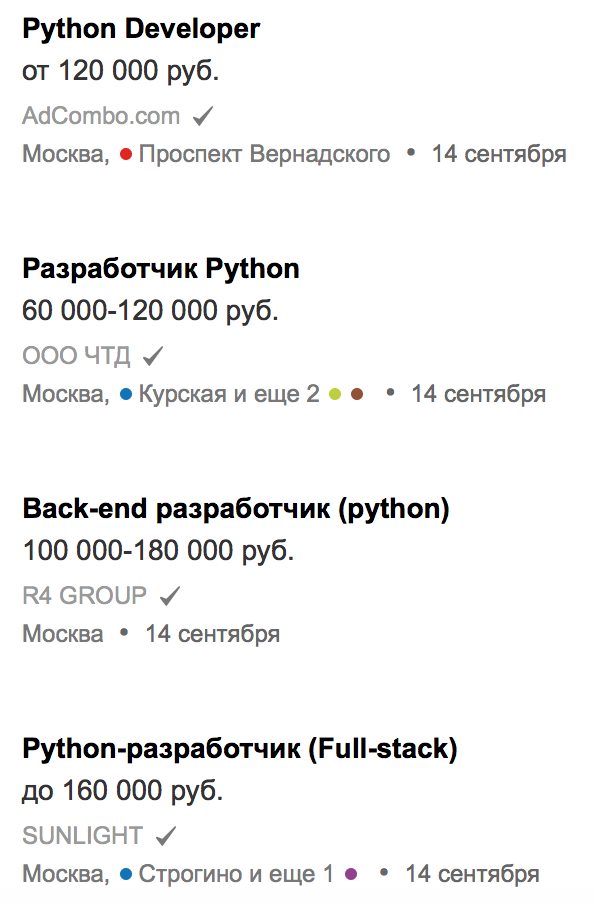 Python Developer
от 120 000 руб.
AdCombo.com
Москва, Проспект Вернадского • 14 сентября
Разработчик Python
60 000-120 000 руб.
ООО ЧТД
Москва, Курская и еще 2 • 14 сентября
Back-end разработчик (python)
100 000-180 000 руб.
R4 GROUP
Москва • 14 сентября
Python-разработчик (Full-stack)
до 160 000 руб.
SUNLIGHT
Москва, Строгино и еще 1 • 14 сентября